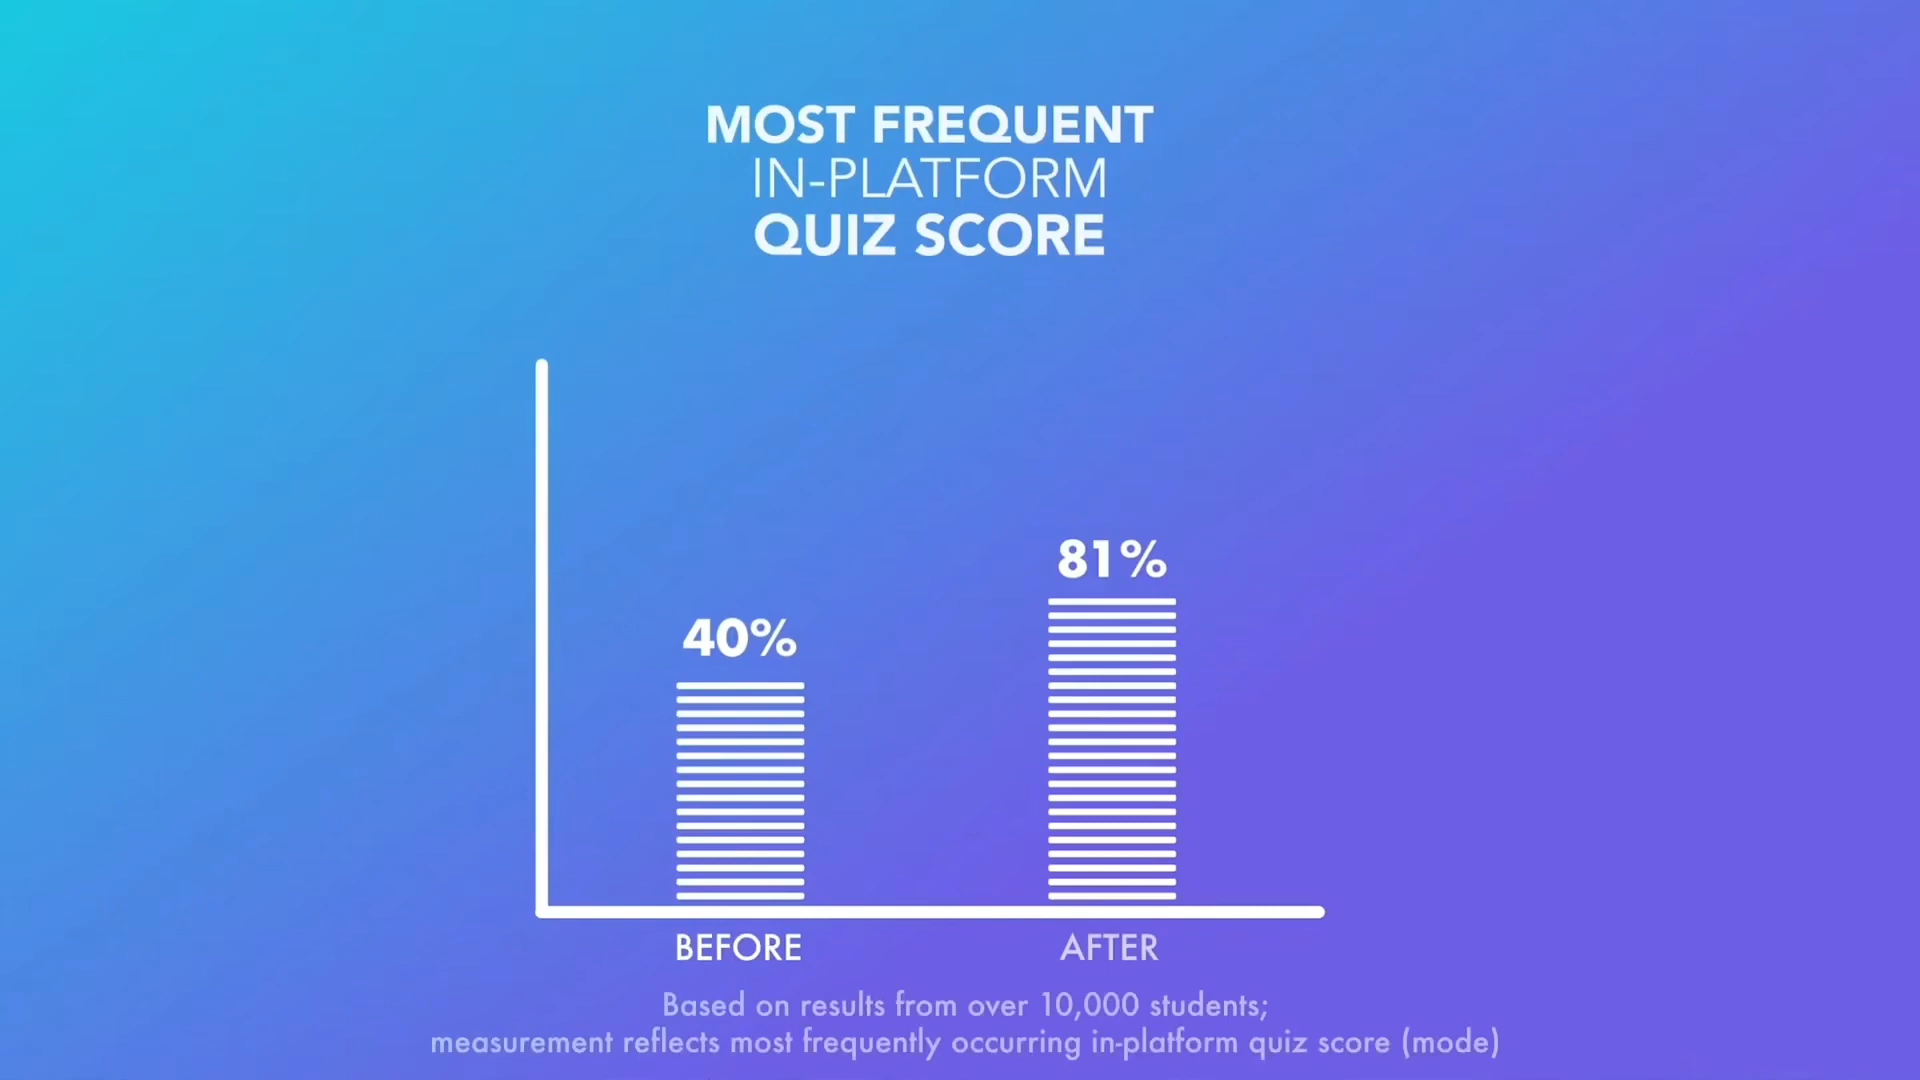 MOST FREQUENT
IN-PLATFORM
QUIZ SCORE
81%
40%
BEFORE
AFTER
Based on results from over 10,000 students;
measurement reflects most frequently occurring in-platform quiz score (mode)